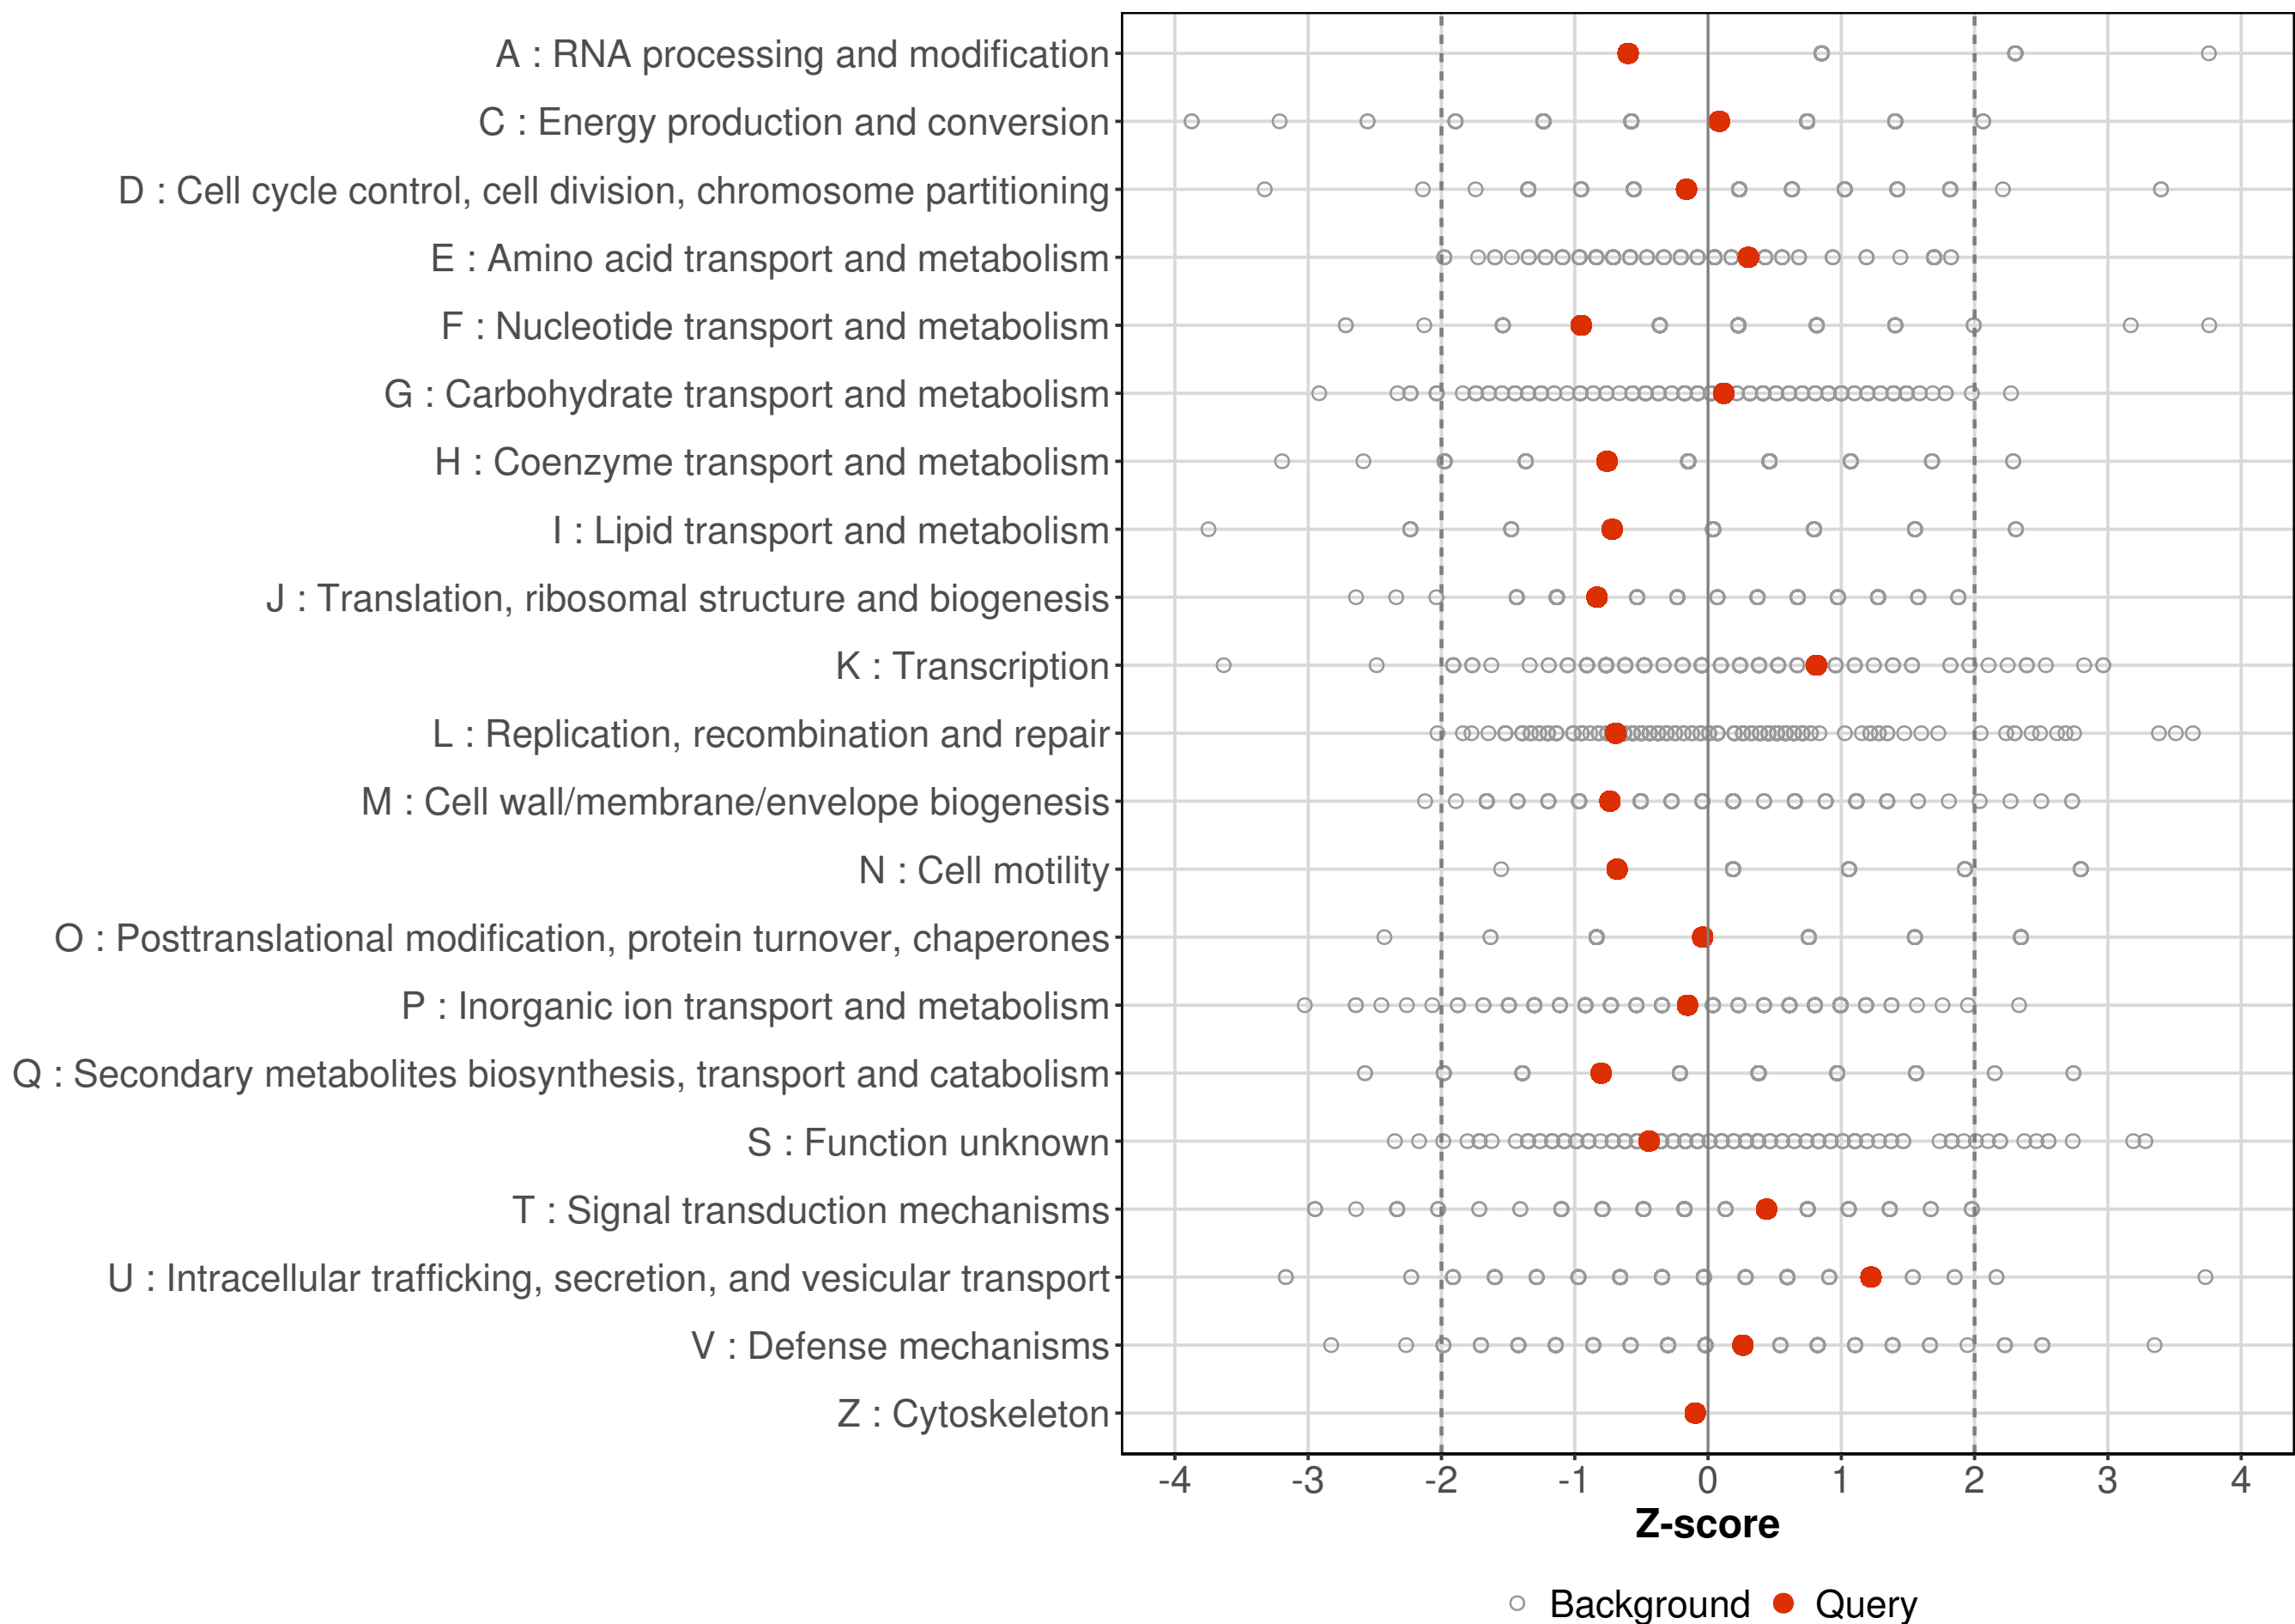 A : RNA processing and modification
C : Energy production and conversion
D : Cell cycle control, cell division, chromosome partitioning
E : Amino acid transport and metabolism
F : Nucleotide transport and metabolism
G : Carbohydrate transport and metabolism
H : Coenzyme transport and metabolism
I : Lipid transport and metabolism
J : Translation, ribosomal structure and biogenesis
K : Transcription
L : Replication, recombination and repair
M : Cell wall/membrane/envelope biogenesis
N : Cell motility
O : Posttranslational modification, protein turnover, chaperones
P : Inorganic ion transport and metabolism
Q : Secondary metabolites biosynthesis, transport and catabolism
S : Function unknown
T : Signal transduction mechanisms
U : Intracellular trafficking, secretion, and vesicular transport
V : Defense mechanisms
Z : Cytoskeleton
-4 -3 -2 -1 0 1 2 3 4
Z-score
Background Query